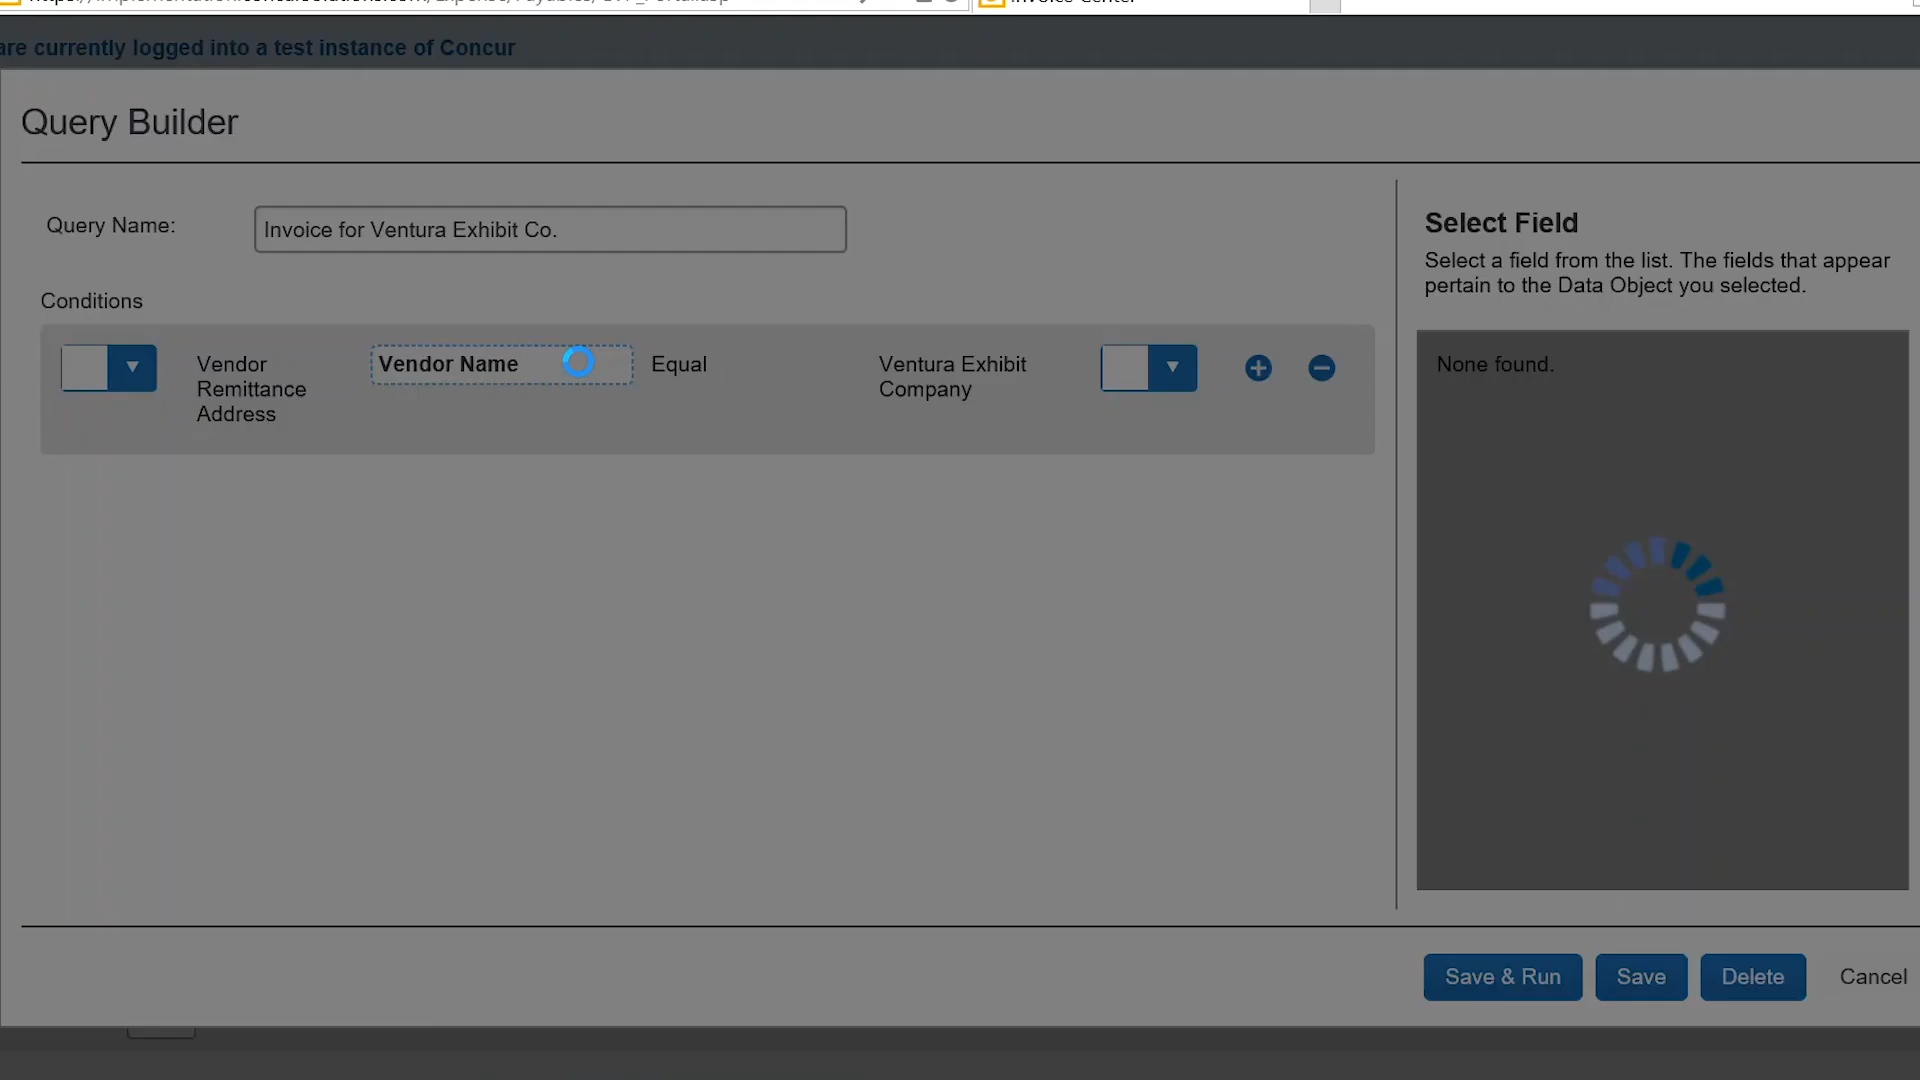 are currently logged into a test instance of Concur
Query Builder
Query Name:
Invoice for Ventura Exhibit Co.
Conditions
Vendor
Remittance
Address
Vendor Name
Equal
Ventura Exhibit
Company
Select Field
Select a field from the list. The fields that appear
pertain to the Data Object you selected.
None found.
Save & Run
Save
Delete
Cancel